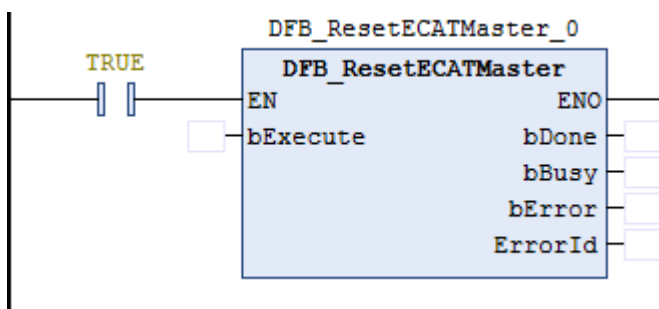 DFB_ResetECATMaster_0
TRUE
DFB_ResetECATMaster
EN ENO
bExecute bDone
bBusy
bError
ErrorId